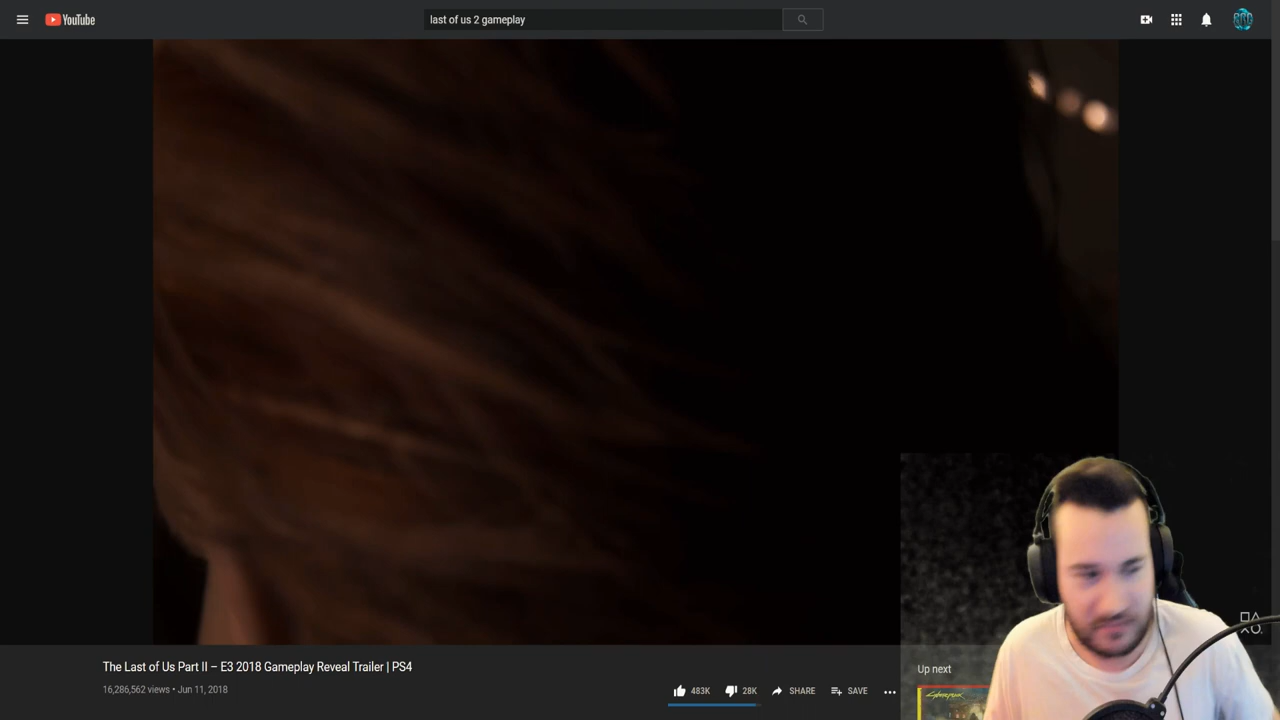 YouTube
last of us 2 gameplay
The Last of Us Part II – E3 2018 Gameplay Reveal Trailer | PS4
16,286,562 views • Jun 11, 2018
483K
28K
SHARE
SAVE
Up next